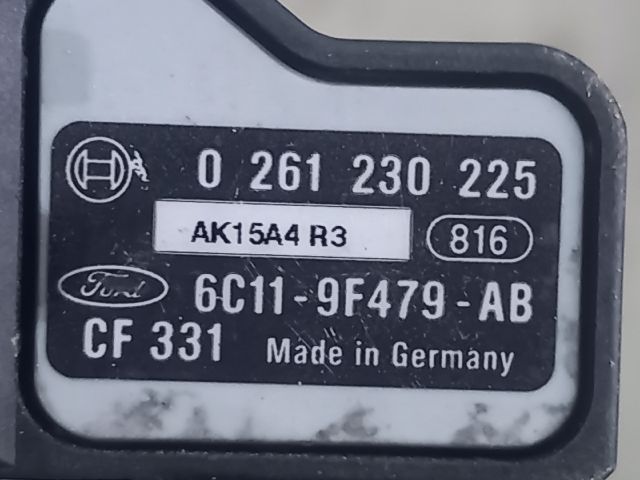 0 261 230 225
AK15A4 R3 816
Ford 6C11-9F479-AB
CF 331 Made in Germany